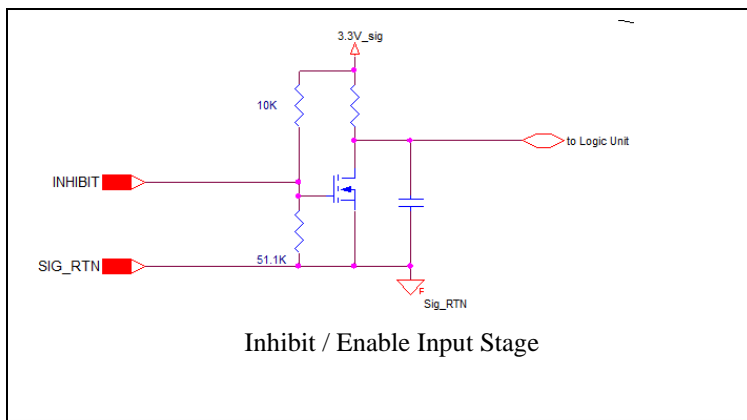 3.3V_sig
10K
to Logic Unit
INHIBIT
SIG_RTN
51.1K
F
Sig_RTN
Inhibit / Enable Input Stage